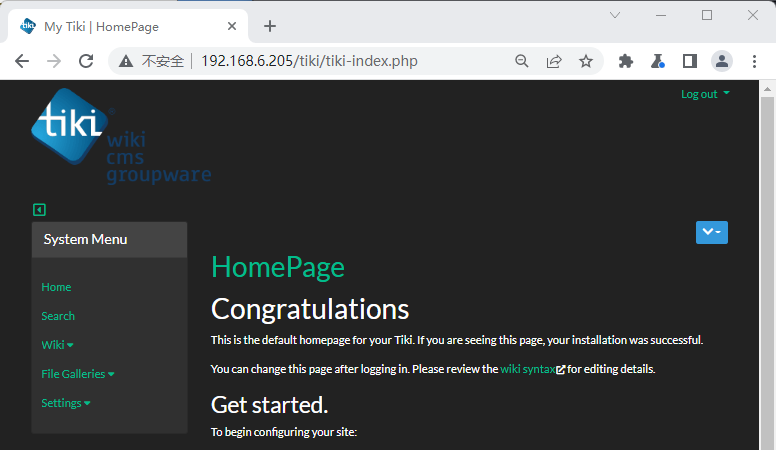 My Tiki | HomePage
不安全 | 192.168.6.205/tiki/tiki-index.php
Log out
tiki
wiki
cms
groupware
System Menu
Home
Search
Wiki
File Galleries
Settings
HomePage
Congratulations
This is the default homepage for your Tiki. If you are seeing this page, your installation was successful.
You can change this page after logging in. Please review the wiki syntax for editing details.
Get started.
To begin configuring your site: